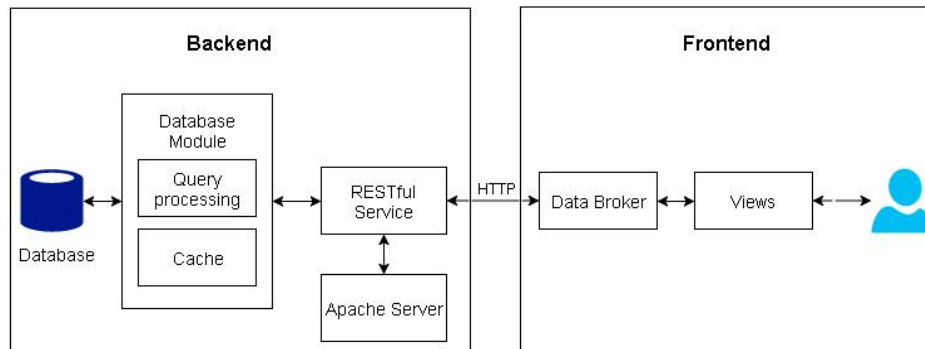 Backend
Database
Module
Query
processing
Cache
Database
RESTful
Service
Apache Server
HTTP
Frontend
Data Broker
Views